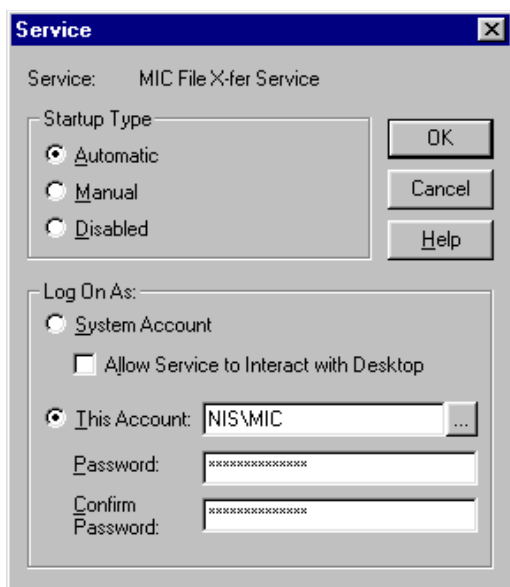 Service
Service: MIC File X-fer Service
Startup Type
Automatic
Manual
Disabled
OK
Cancel
Help
Log On As:
System Account
Allow Service to Interact with Desktop
This Account: NIS\MIC ...
Password: **************
Confirm Password: **************